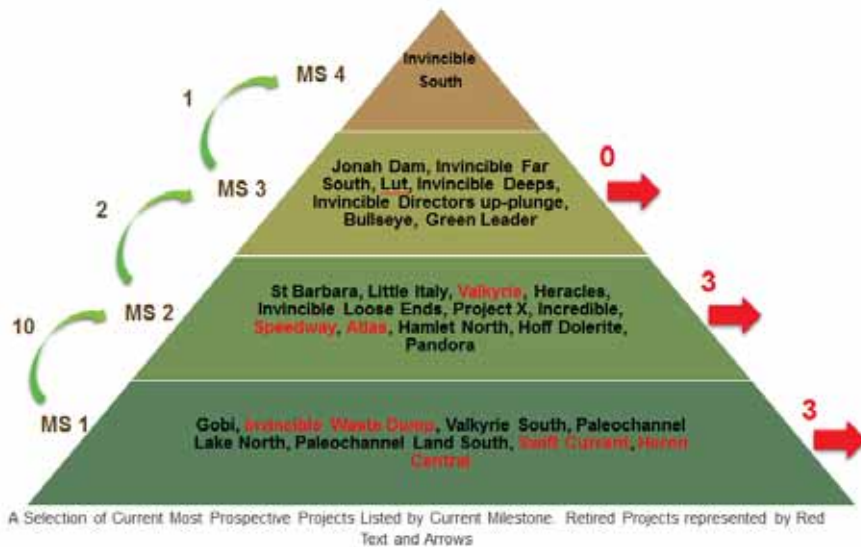 Invincible
South
MS 4
1
Jonah Dam, Invincible Far
South, Lut, Invincible Deeps,
Invincible Directors up-plunge,
Bullseye, Green Leader
0
MS 3
2
St Barbara, Little Italy, Valkyrie, Heracles,
Invincible Loose Ends, Project X, Incredible,
Speedway, Atlas, Hamlet North, Hoff Dolerite,
Pandora
3
MS 2
10
Gobi, Invincible Waste Dump, Valkyrie South, Paleochannel
Lake North, Paleochannel Land South, Swift Current, Heron
Central
3
MS 1
A Selection of Current Most Prospective Projects Listed by Current Milestone. Retired Projects represented by Red
Text and Arrows